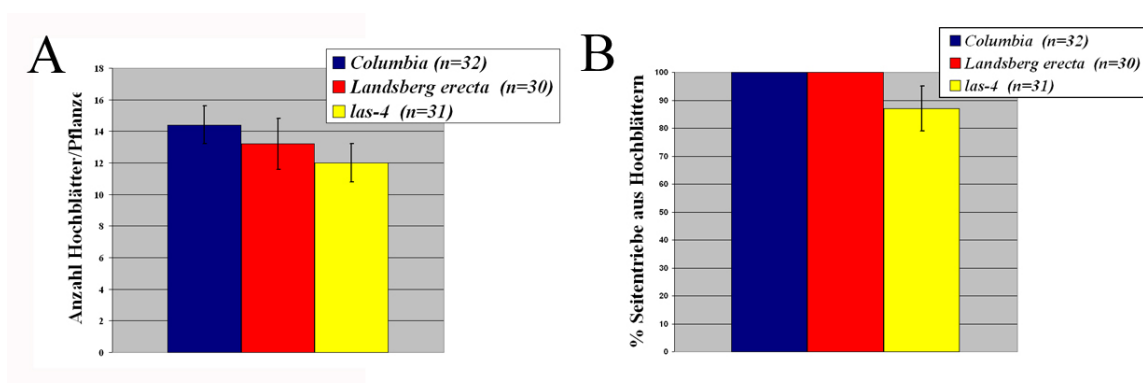 A
Columbia (n=32)
Landsberg erecta (n=30)
las-4 (n=31)
Anzahl Hochblätter/Pflanze
18
16
14
12
10
8
6
4
2
0
B
Columbia (n=32)
Landsberg erecta (n=30)
las-4 (n=31)
% Seitentriebe aus Hochblättern
100
90
80
70
60
50
40
30
20
10
0